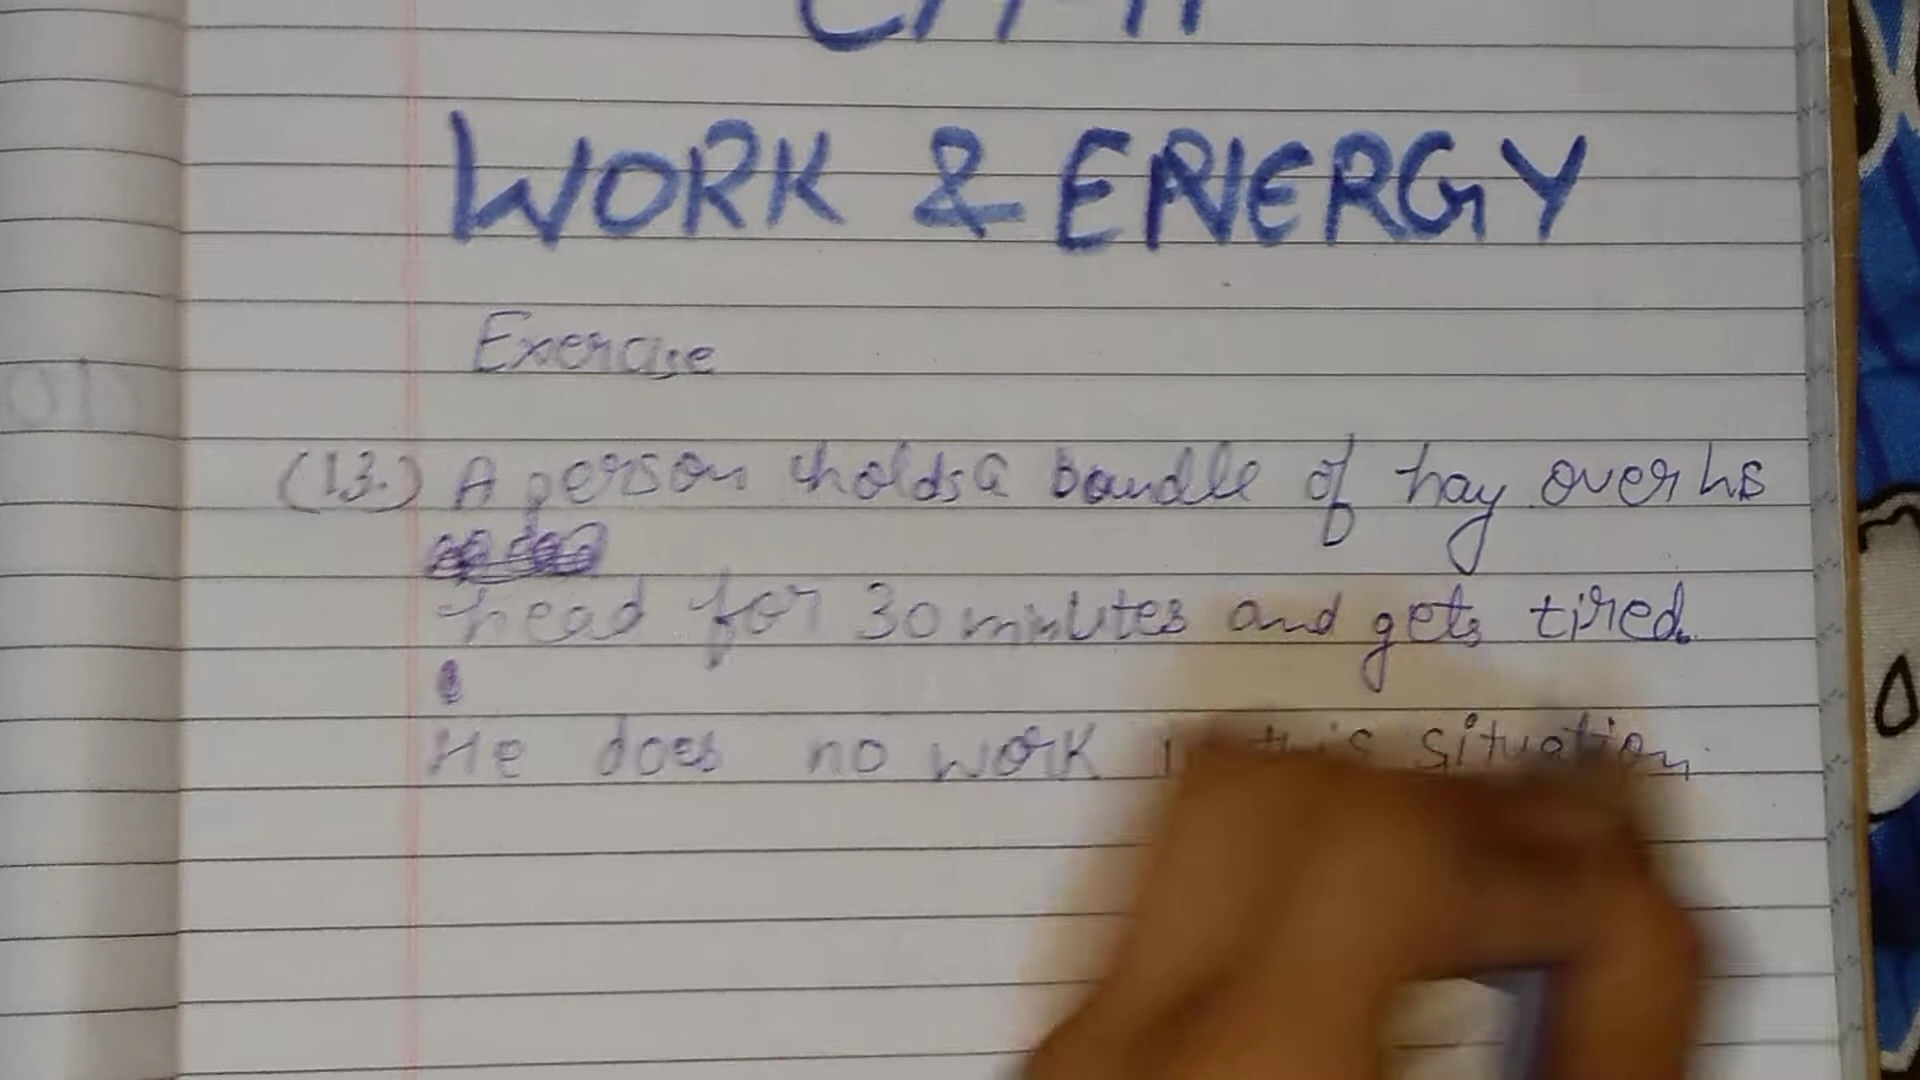 WORK & ENERGY
Exercise
(13.) A person holds a bundle of hay over his
head for 30 minutes and gets tired.
He does no work this situation